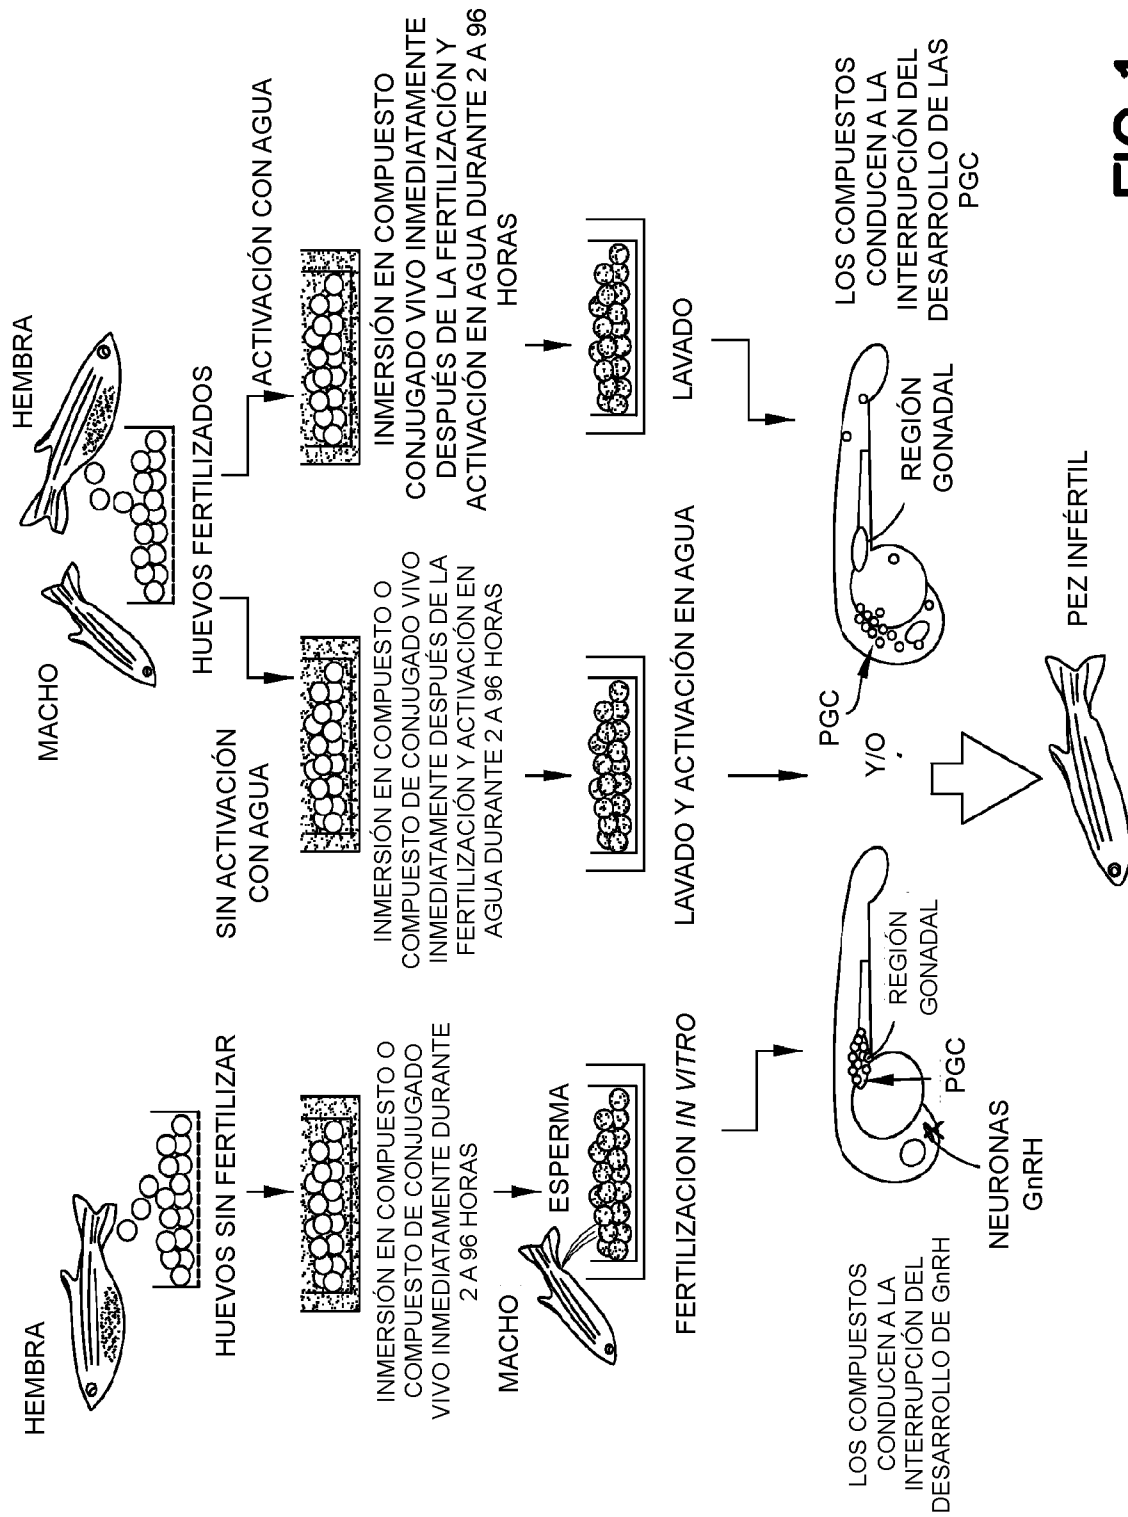 HEMBRA
HUEVOS SIN FERTILIZAR
INMERSIÓN EN COMPUESTO O
COMPUESTO DE CONJUGADO
VIVO INMEDIATAMENTE DURANTE
2 A 96 HORAS
MACHO
ESPERMA
FERTILIZACION IN VITRO
MACHO
HEMBRA
HUEVOS FERTILIZADOS
SIN ACTIVACIÓN
CON AGUA
INMERSIÓN EN COMPUESTO O
COMPUESTO DE CONJUGADO VIVO
INMEDIATAMENTE DESPUÉS DE LA
FERTILIZACIÓN Y ACTIVACIÓN EN
AGUA DURANTE 2 A 96 HORAS
LAVADO Y ACTIVACIÓN EN AGUA
ACTIVACIÓN CON AGUA
INMERSIÓN EN COMPUESTO
CONJUGADO VIVO INMEDIATAMENTE
DESPUÉS DE LA FERTILIZACIÓN Y
ACTIVACIÓN EN AGUA DURANTE 2 A 96
HORAS
LAVADO
LOS COMPUESTOS
CONDUCEN A LA
INTERRUPCIÓN DEL
DESARROLLO DE GnRH
NEURONAS
GnRH
PGC
REGIÓN
GONADAL
Y/O
PGC
REGIÓN
GONADAL
LOS COMPUESTOS
CONDUCEN A LA
INTERRUPCIÓN DEL
DESARROLLO DE LAS
PGC
PEZ INFÉRTIL
FIG 1